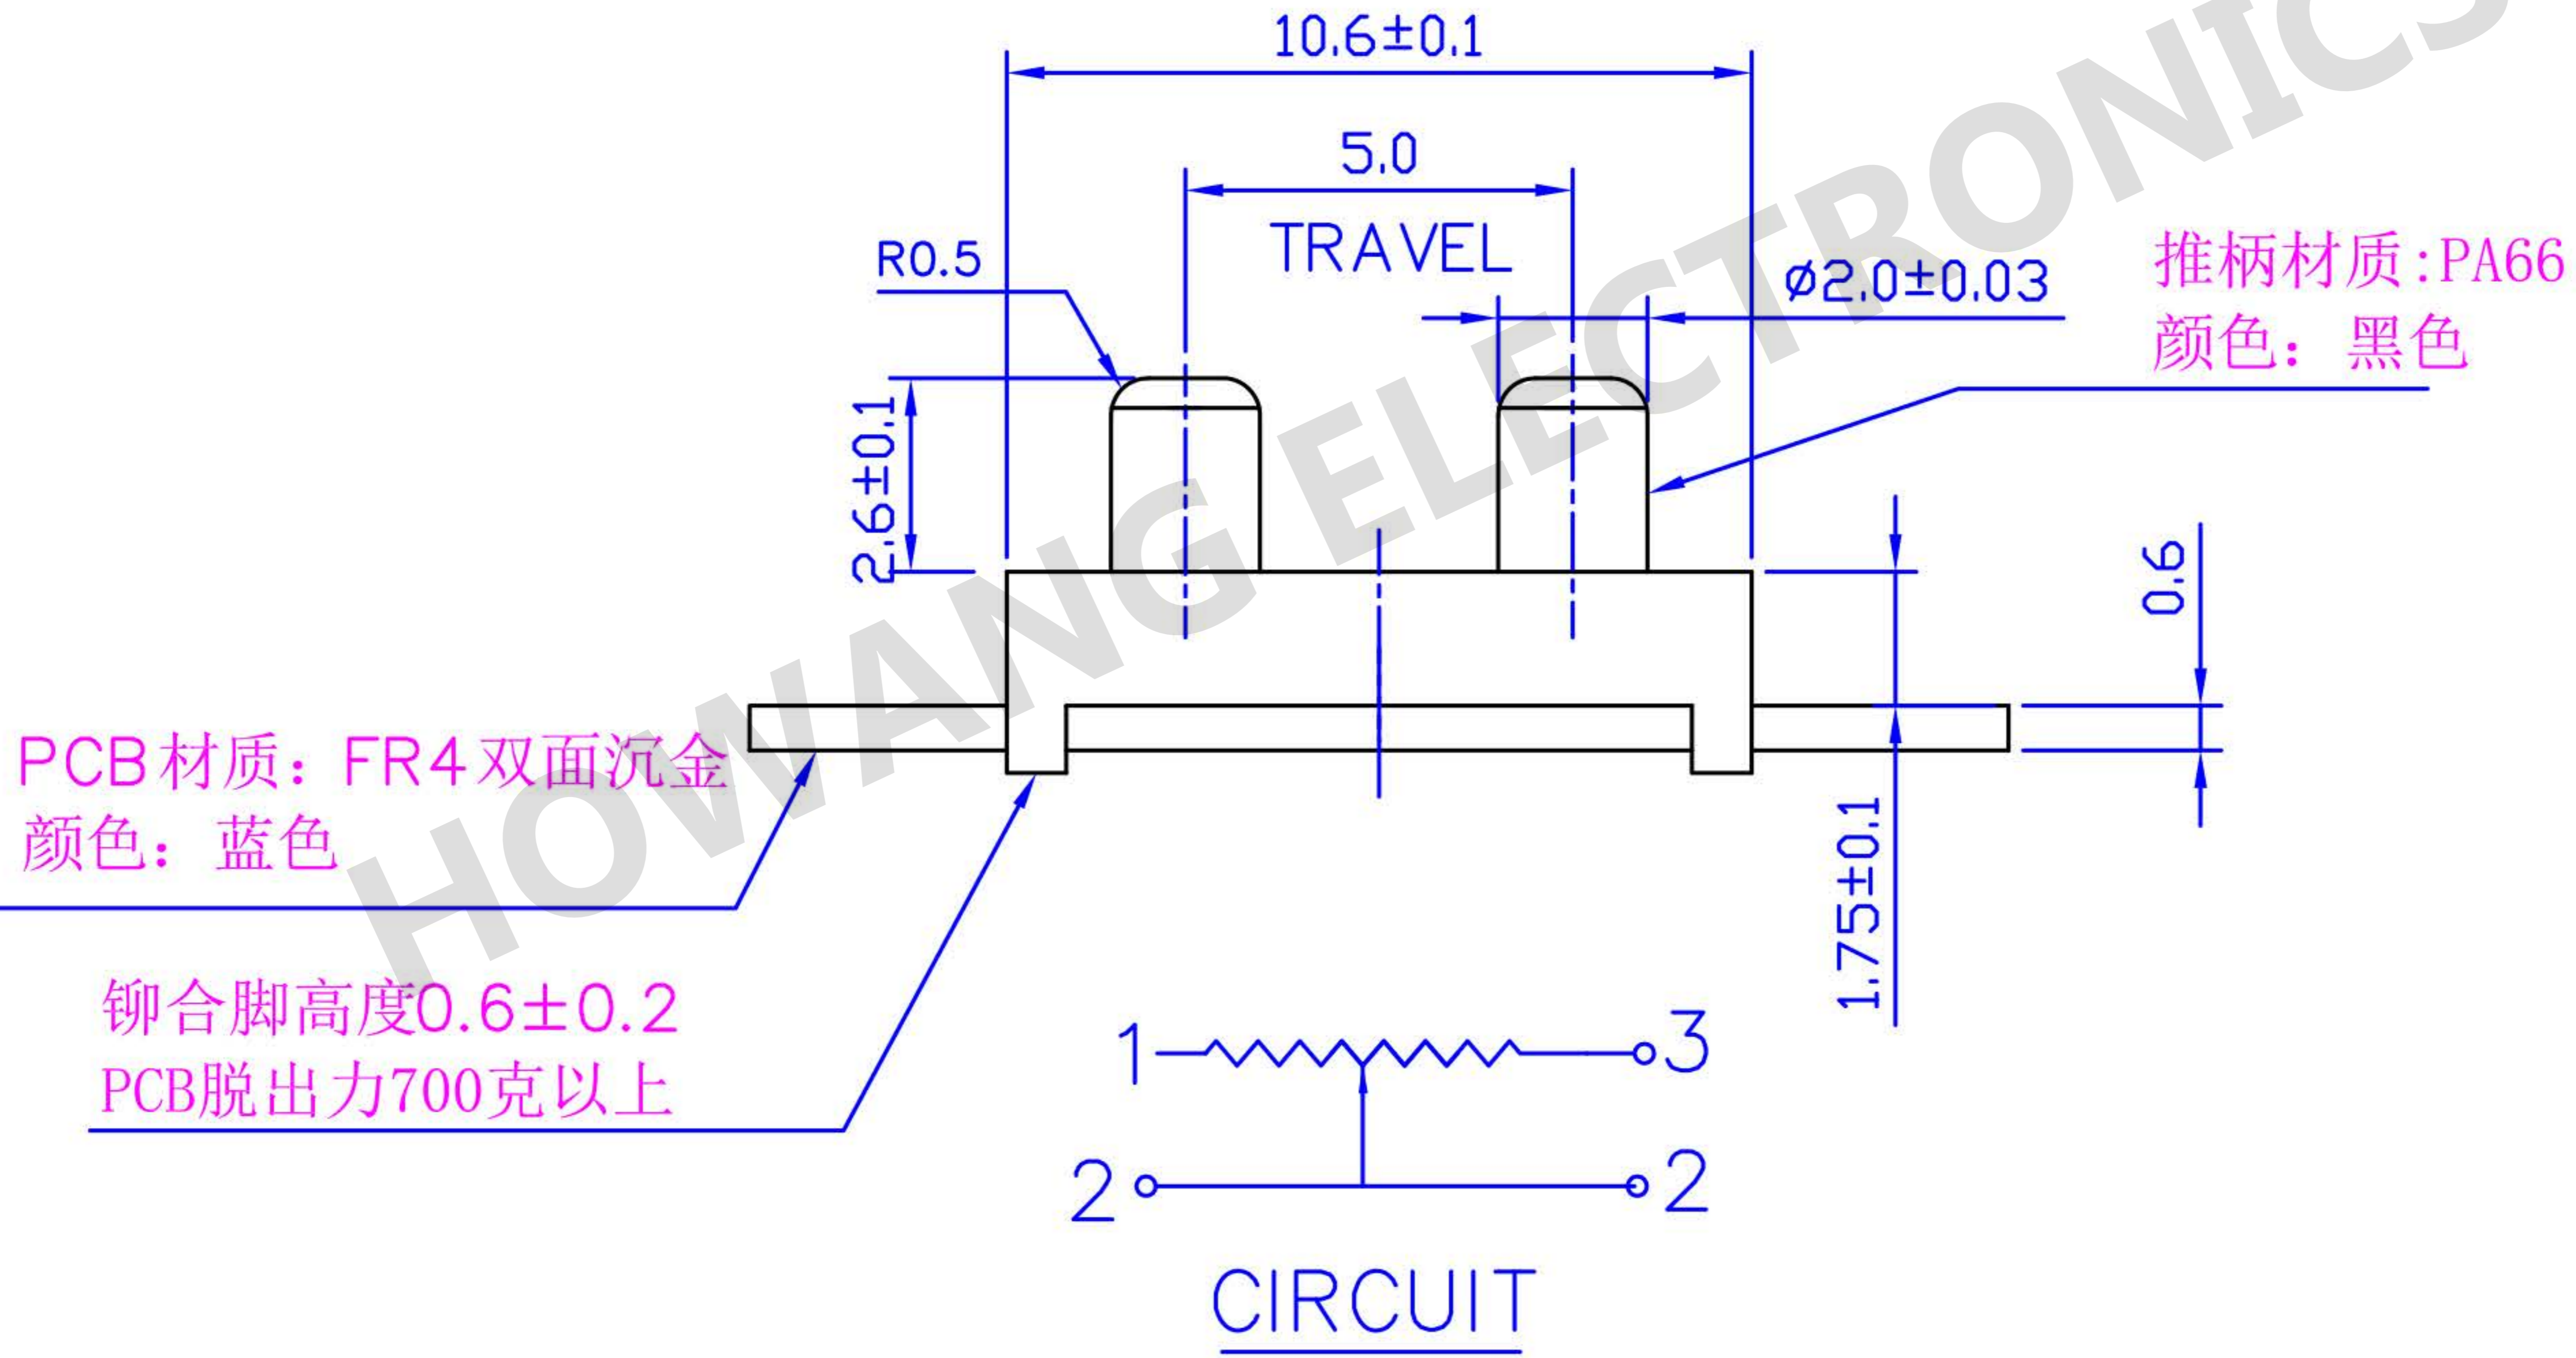 10.6±0.1
5.0
TRAVEL
R0.5
Ø2.0±0.03
推柄材质:PA66
颜色：黑色
2.6±0.1
0.6
1.75±0.1
PCB材质：FR4双面沉金
颜色：蓝色
铆合脚高度0.6±0.2
PCB脱出力700克以上
1 3
2 2
CIRCUIT
HOWANG ELECTRONICS